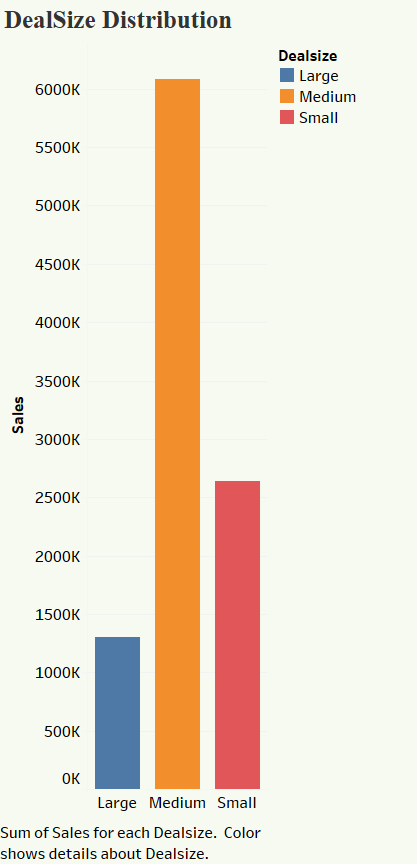 DealSize Distribution
Dealsize
Large
Medium
Small
6000K
5500K
5000K
4500K
4000K
3500K
3000K
2500K
2000K
1500K
1000K
500K
0K
Sales
Large Medium Small
Sum of Sales for each Dealsize. Color
shows details about Dealsize.